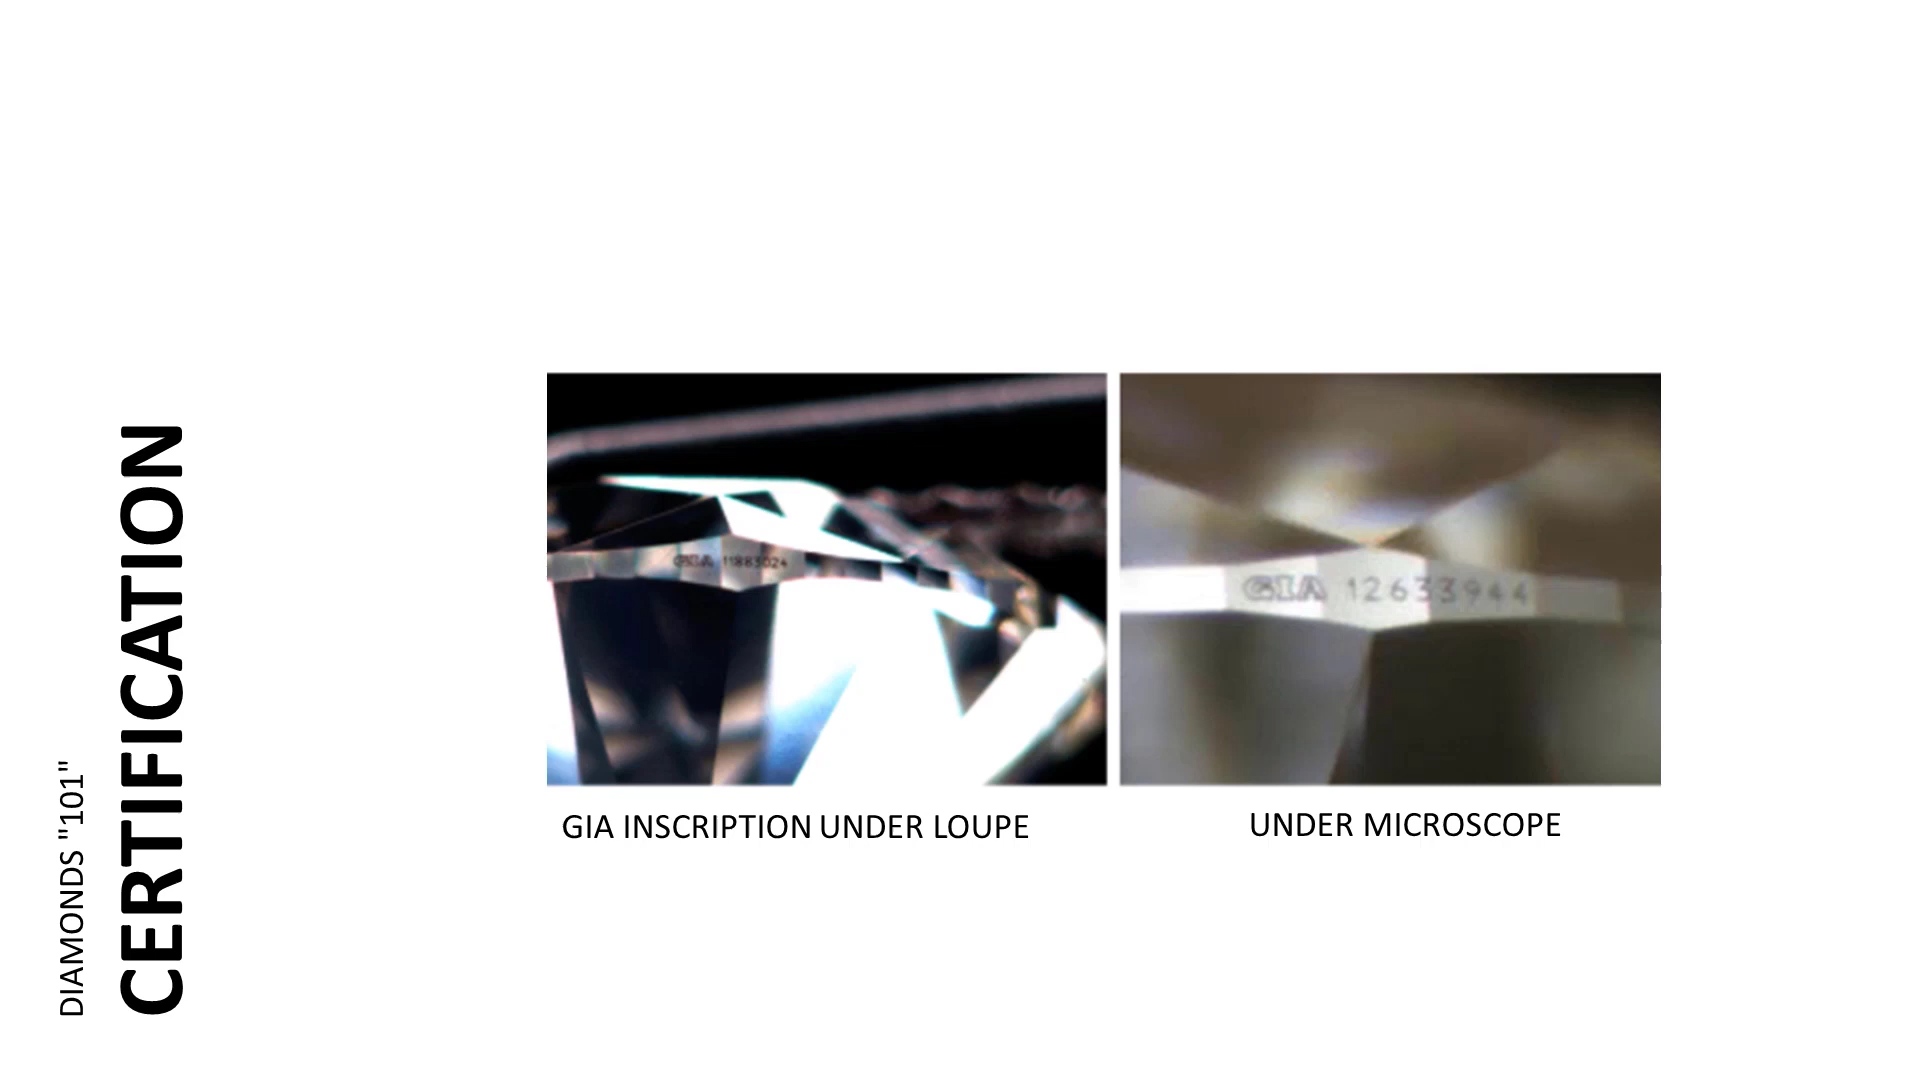 DIAMONDS "101"
CERTIFICATION
GIA 11883024
GIA 12633944
GIA INSCRIPTION UNDER LOUPE
UNDER MICROSCOPE